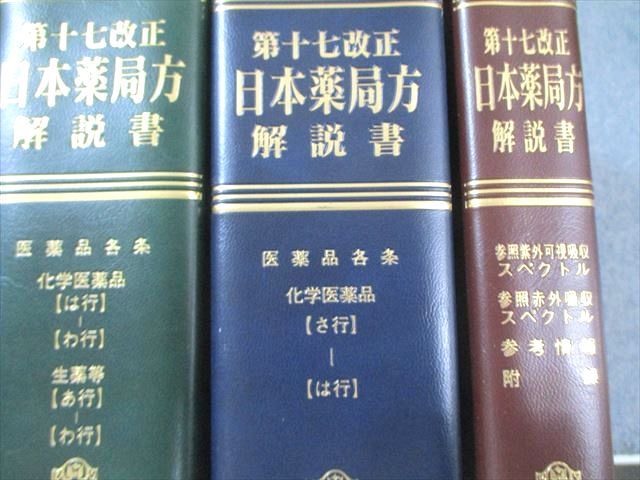 第十七改正
日本薬局方
解説書
医薬品各条
化学医薬品
【は行】
|
【わ行】
生薬等
【あ行】
|
【わ行】
第十七改正
日本薬局方
解説書
医薬品各条
化学医薬品
【さ行】
|
【は行】
第十七改正
日本薬局方
解説書
参照紫外可視吸収
スペクトル
参照赤外吸収
スペクトル
参考情報
附録